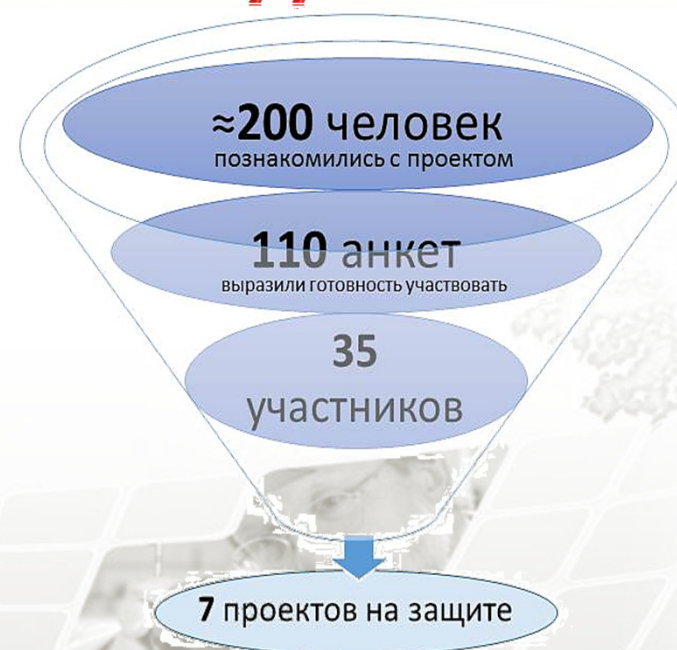 ≈200 человек
познакомились с проектом
110 анкет
выразили готовность участвовать
35
участников
7 проектов на защите